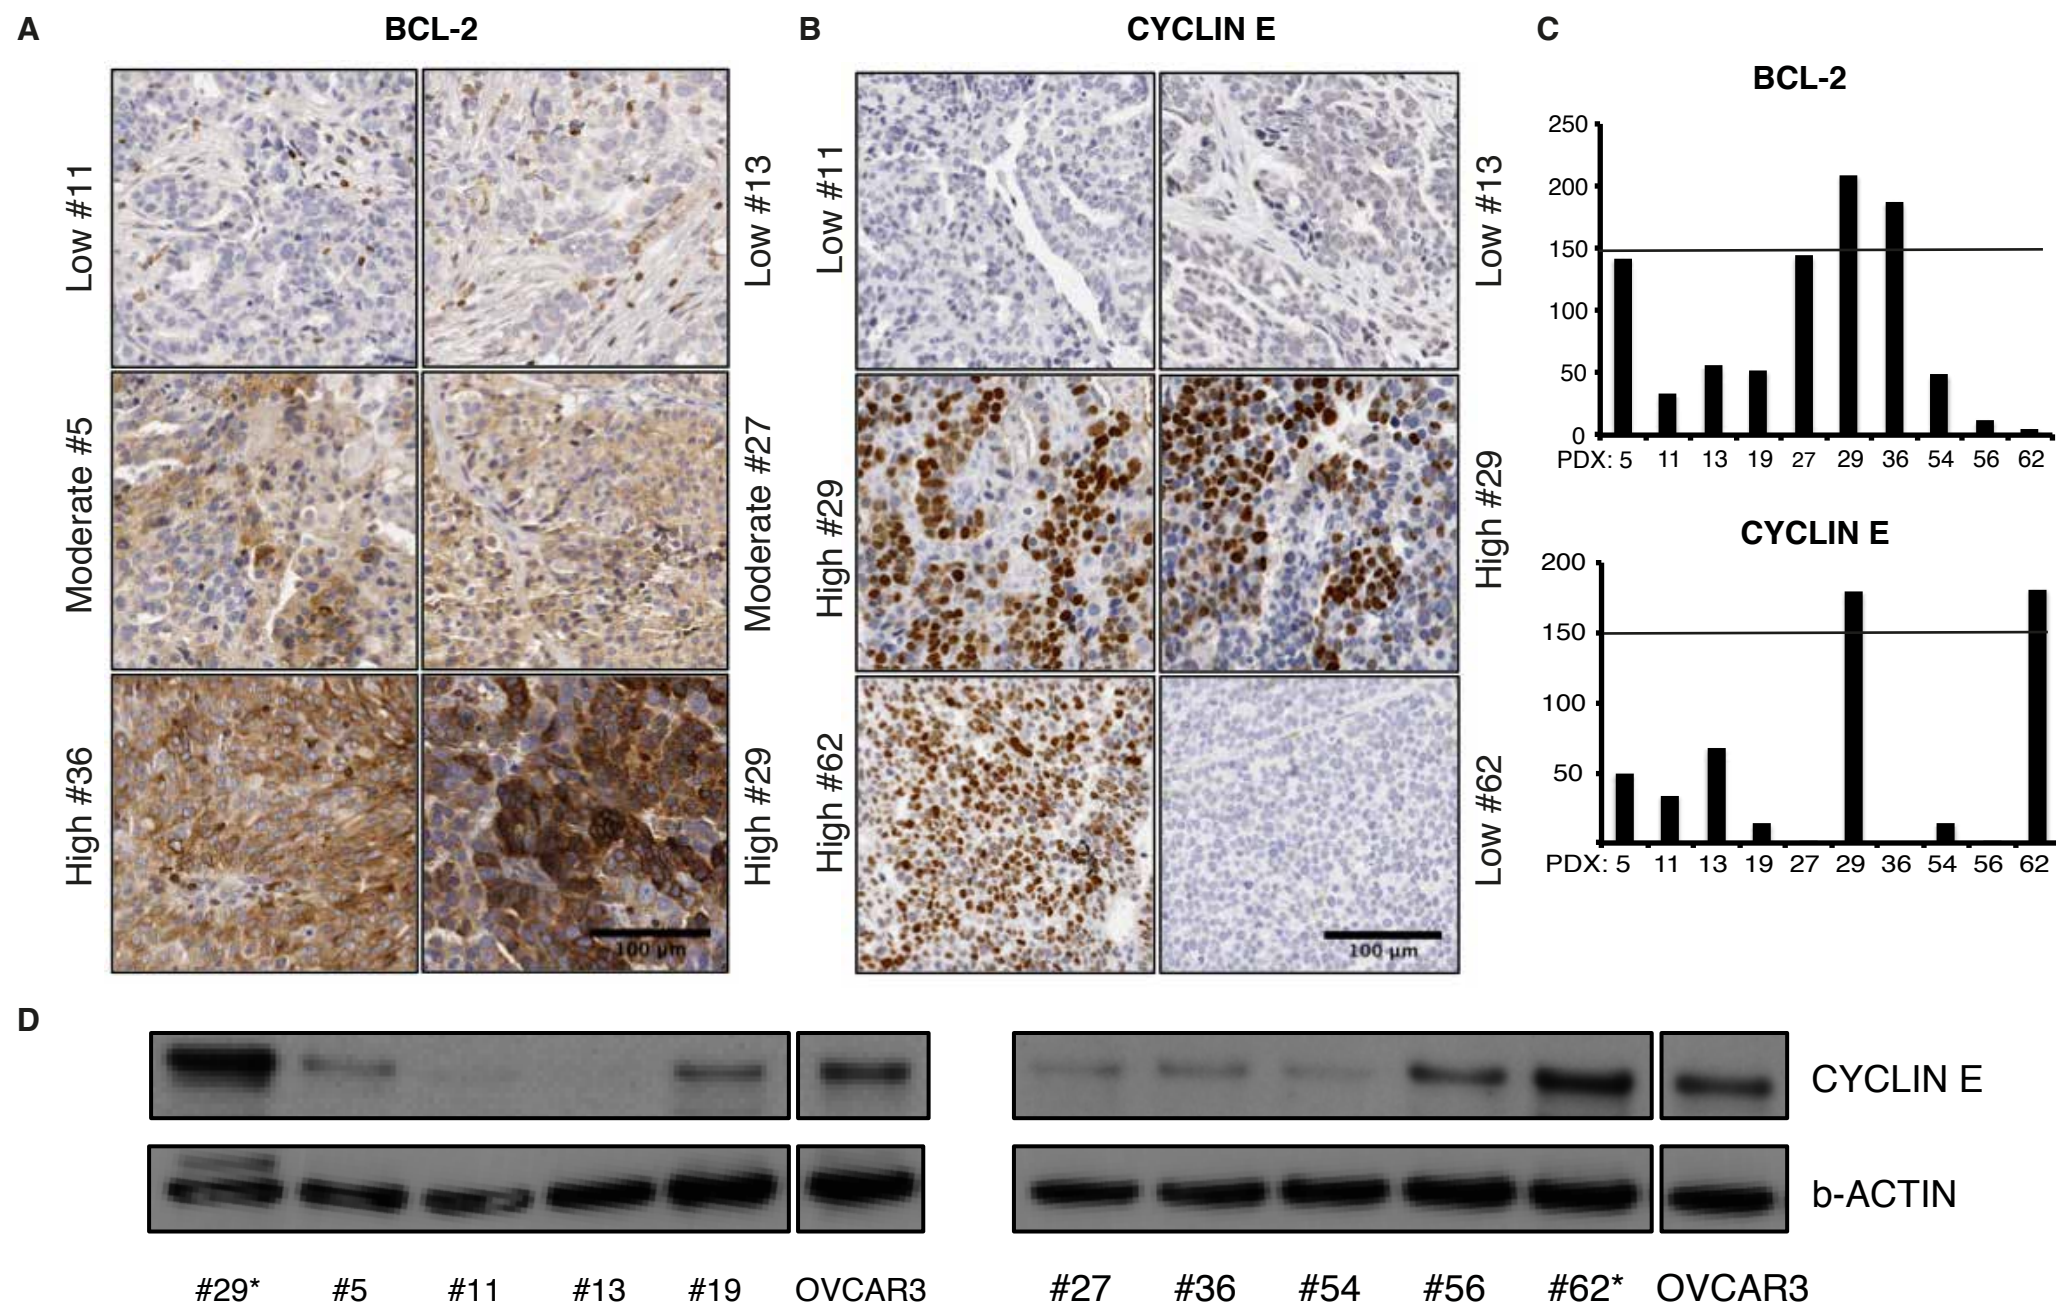 A
BCL-2
Low #11
Low #13
Moderate #5
Moderate #27
High #36
High #29
100 µm
B
CYCLIN E
Low #11
Low #13
High #29
High #29
High #62
Low #62
100 µm
C
BCL-2
250
200
150
100
50
0
PDX: 5 11 13 19 27 29 36 54 56 62
CYCLIN E
200
150
100
50
PDX: 5 11 13 19 27 29 36 54 56 62
D
CYCLIN E
b-ACTIN
#29* #5 #11 #13 #19 OVCAR3 #27 #36 #54 #56 #62* OVCAR3